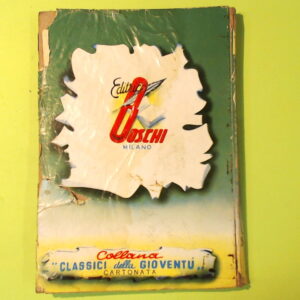 Editrice
Boschi
MILANO
Collana
"CLASSICI della GIOVENTÙ"
CARTONATA